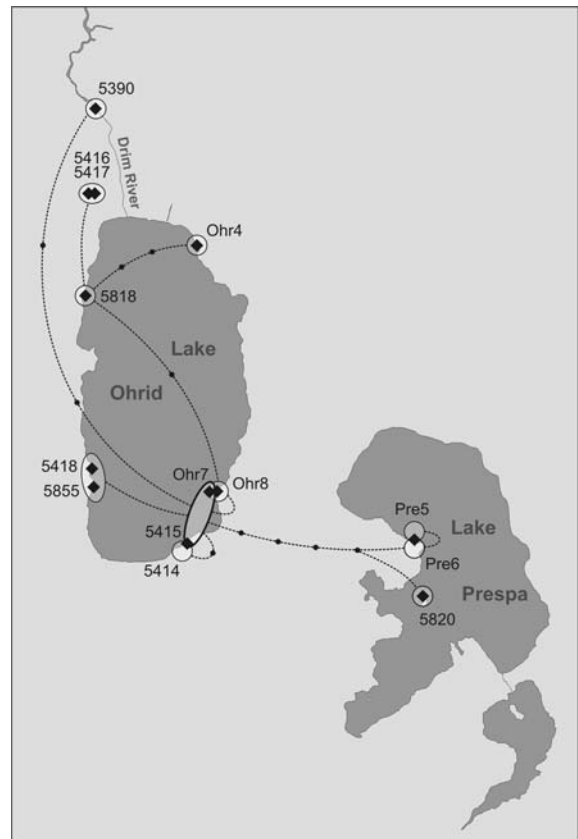 5390
Drim River
5416
5417
Ohr4
5818
Lake
Ohrid
5418
5855
Ohr7
Ohr8
5415
5414
Pre5
Lake
Pre6
Prespa
5820